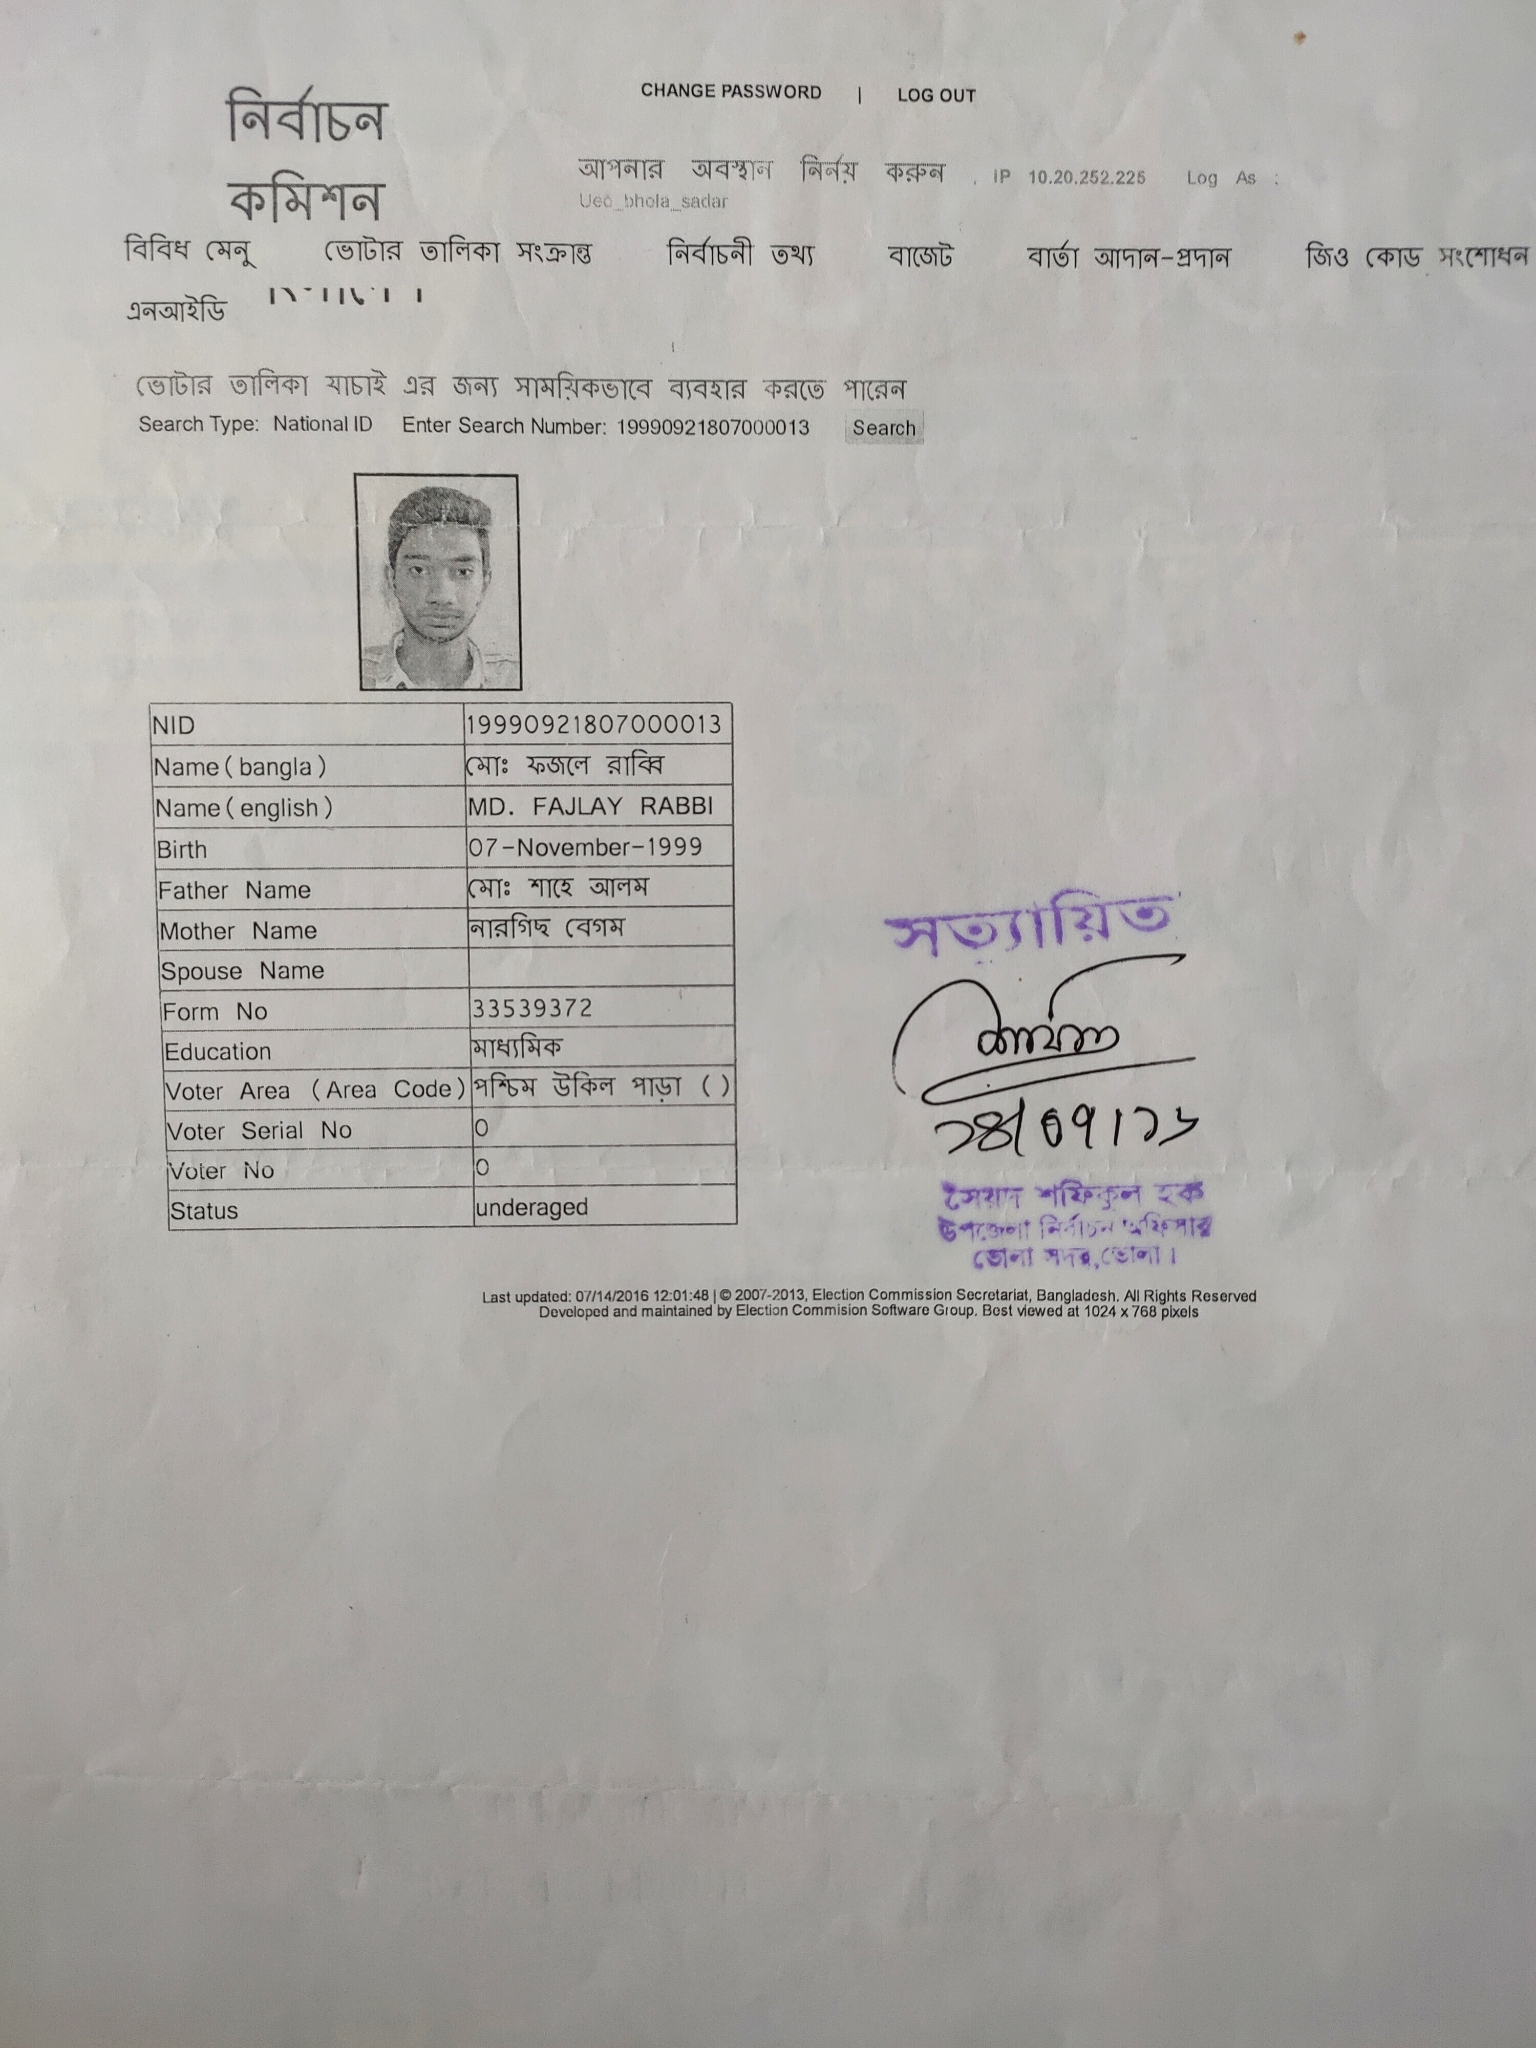 CHANGE PASSWORD | LOG OUT
নির্বাচন
কমিশন
আপনার অবস্থান নির্নয় করুন . IP 10.20.252.225 Log As :
Ueo_bhola_sadar
বিবিধ মেনু ভোটার তালিকা সংক্রান্ত নির্বাচনী তথ্য বাজেট বার্তা আদান-প্রদান জিও কোড সংশোধন
এনআইডি
ভোটার তালিকা যাচাই এর জন্য সাময়িকভাবে ব্যবহার করতে পারেন
Search Type: National ID Enter Search Number: 19990921807000013 Search
NID 19990921807000013
Name ( bangla ) মোঃ ফজলে রাব্বি
Name ( english ) MD. FAJLAY RABBI
Birth 07-November-1999
Father Name মোঃ শাহে আলম
Mother Name নারগিছ বেগম
Spouse Name
Form No 33539372
Education মাধ্যমিক
Voter Area ( Area Code ) পশ্চিম উকিল পাড়া ( )
Voter Serial No 0
Voter No 0
Status underaged
সত্যায়িত
সৈয়দ শফিকুল হক
উপজেলা নির্বাচন অফিসার
ভোলা সদর, ভোলা।
Last updated: 07/14/2016 12:01:48 | © 2007-2013, Election Commission Secretariat, Bangladesh. All Rights Reserved
Developed and maintained by Election Commision Software Group. Best viewed at 1024 x 768 pixels